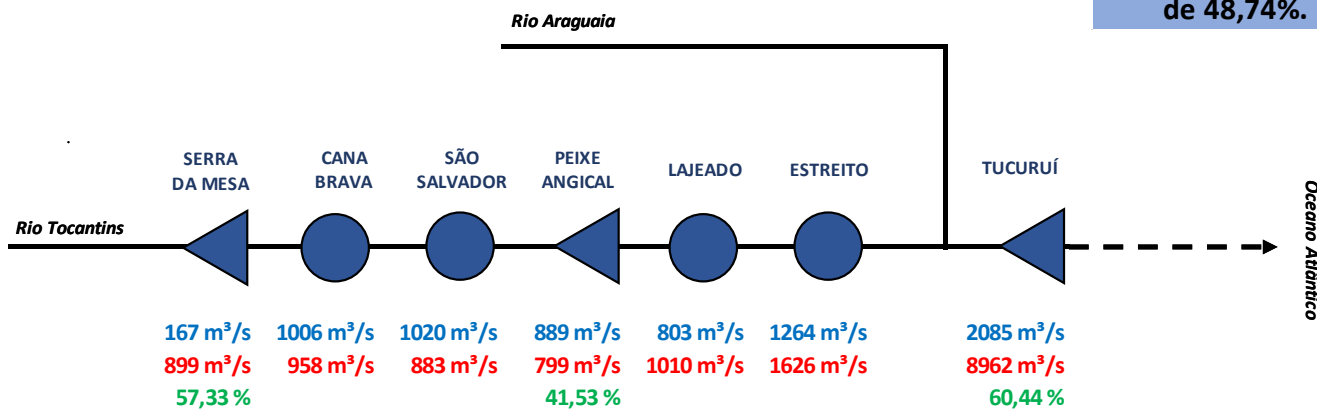 de 48,74%.
Rio Araguaia
SERRA
DA MESA
CANA
BRAVA
SÃO
SALVADOR
PEIXE
ANGICAL
LAJEADO
ESTREITO
TUCURUÍ
Rio Tocantins
Oceano Atlântico
167 m³/s 1006 m³/s 1020 m³/s 889 m³/s 803 m³/s 1264 m³/s 2085 m³/s
899 m³/s 958 m³/s 883 m³/s 799 m³/s 1010 m³/s 1626 m³/s 8962 m³/s
57,33 % 41,53 % 60,44 %